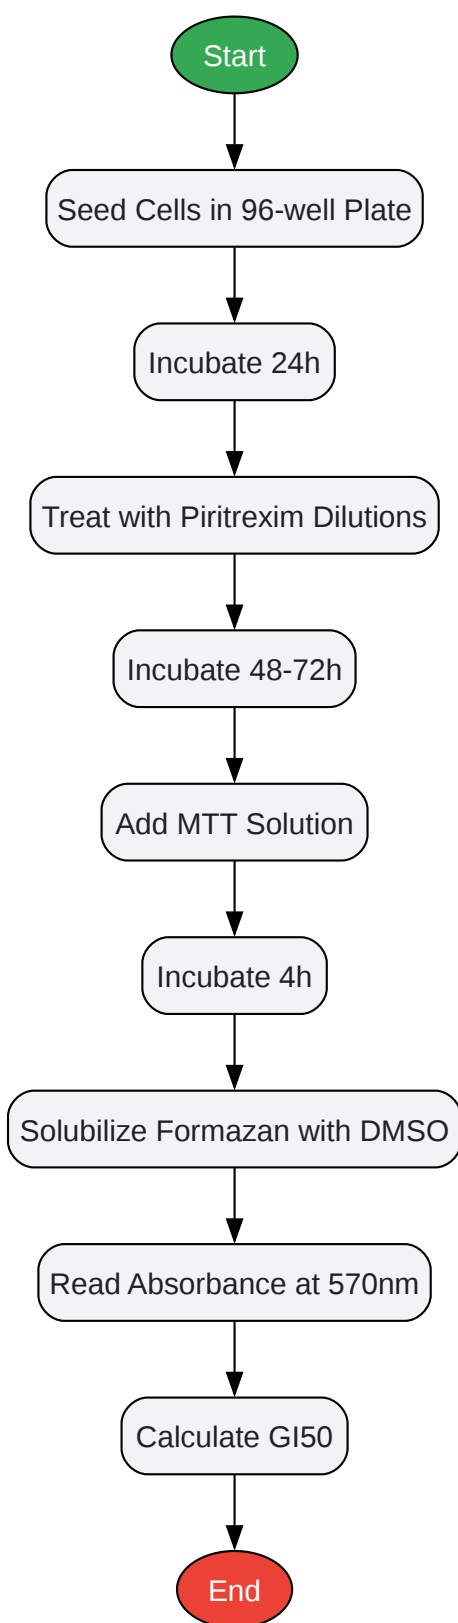 Start
Seed Cells in 96-well Plate
Incubate 24h
Treat with Piritrexim Dilutions
Incubate 48-72h
Add MTT Solution
Incubate 4h
Solubilize Formazan with DMSO
Read Absorbance at 570nm
Calculate GI50
End